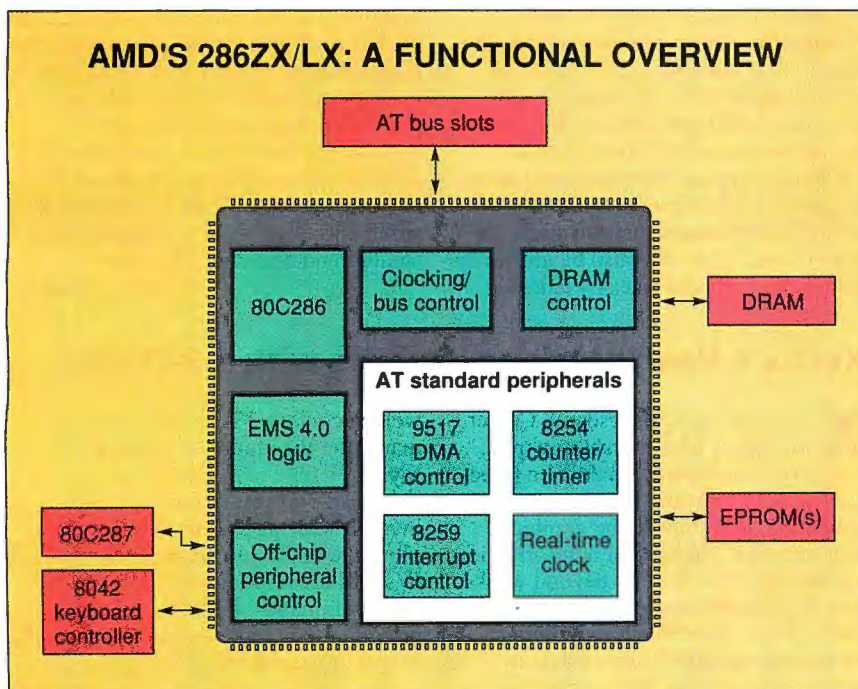 AMD'S 286ZX/LX: A FUNCTIONAL OVERVIEW
AT bus slots
80C286
Clocking/
bus control
DRAM
control
DRAM
AT standard peripherals
EMS 4.0
logic
9517
DMA
control
8254
counter/
timer
8259
interrupt
control
Real-time
clock
EPROM(s)
80C287
8042
keyboard
controller
Off-chip
peripheral
control